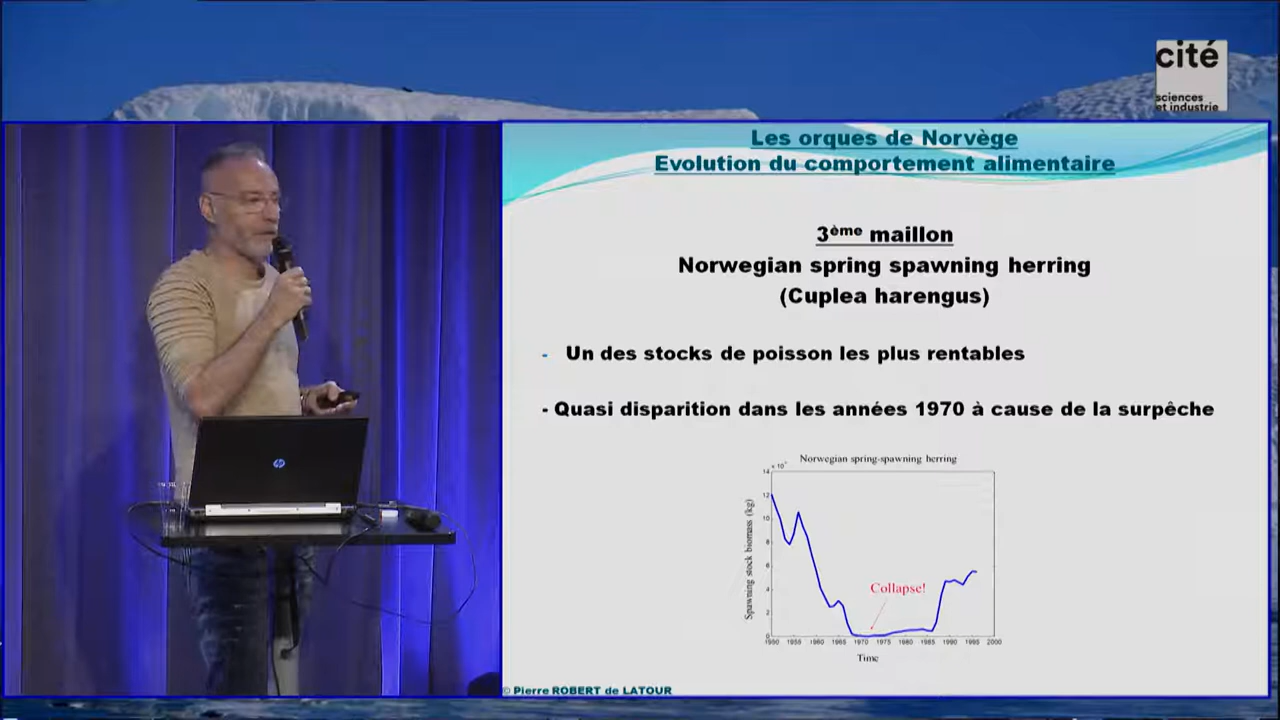 cité
sciences
et industrie
Les orques de Norvège
Evolution du comportement alimentaire
3ème maillon
Norwegian spring spawning herring
(Cuplea harengus)
- Un des stocks de poisson les plus rentables
- Quasi disparition dans les années 1970 à cause de la surpêche
Norwegian spring-spawning herring
14
12
10
8
6
4
2
0
Spawning stock biomass (kg)
Collapse!
1950 1955 1960 1965 1970 1975 1980 1985 1990 1995 2000
Time
hp
© Pierre ROBERT de LATOUR